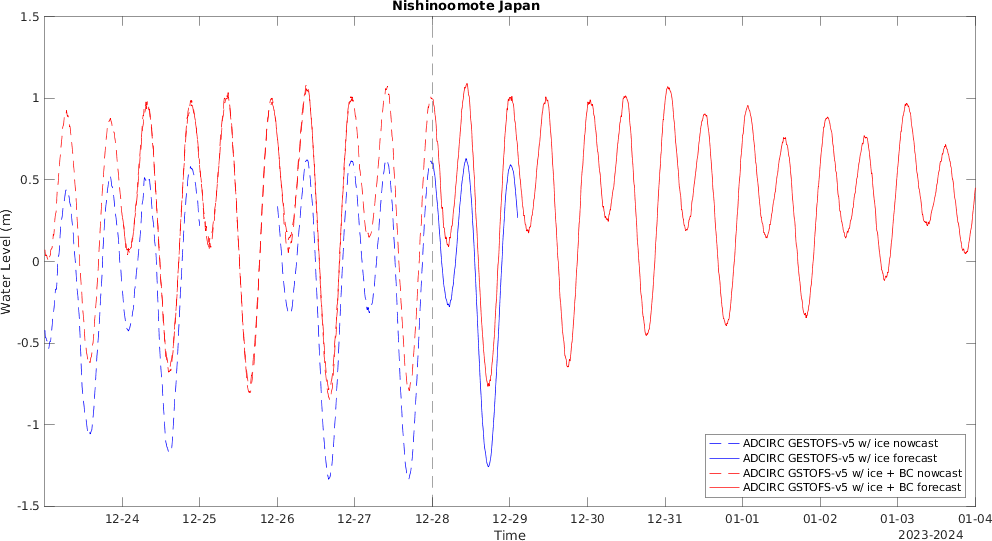 Nishinoomote Japan
1.5
1
0.5
0
-0.5
-1
-1.5
Water Level (m)
12-24 12-25 12-26 12-27 12-28 12-29 12-30 12-31 01-01 01-02 01-03 01-04
Time
2023-2024
ADCIRC GESTOFS-v5 w/ ice nowcast
ADCIRC GESTOFS-v5 w/ ice forecast
ADCIRC GSTOFS-v5 w/ ice + BC nowcast
ADCIRC GSTOFS-v5 w/ ice + BC forecast